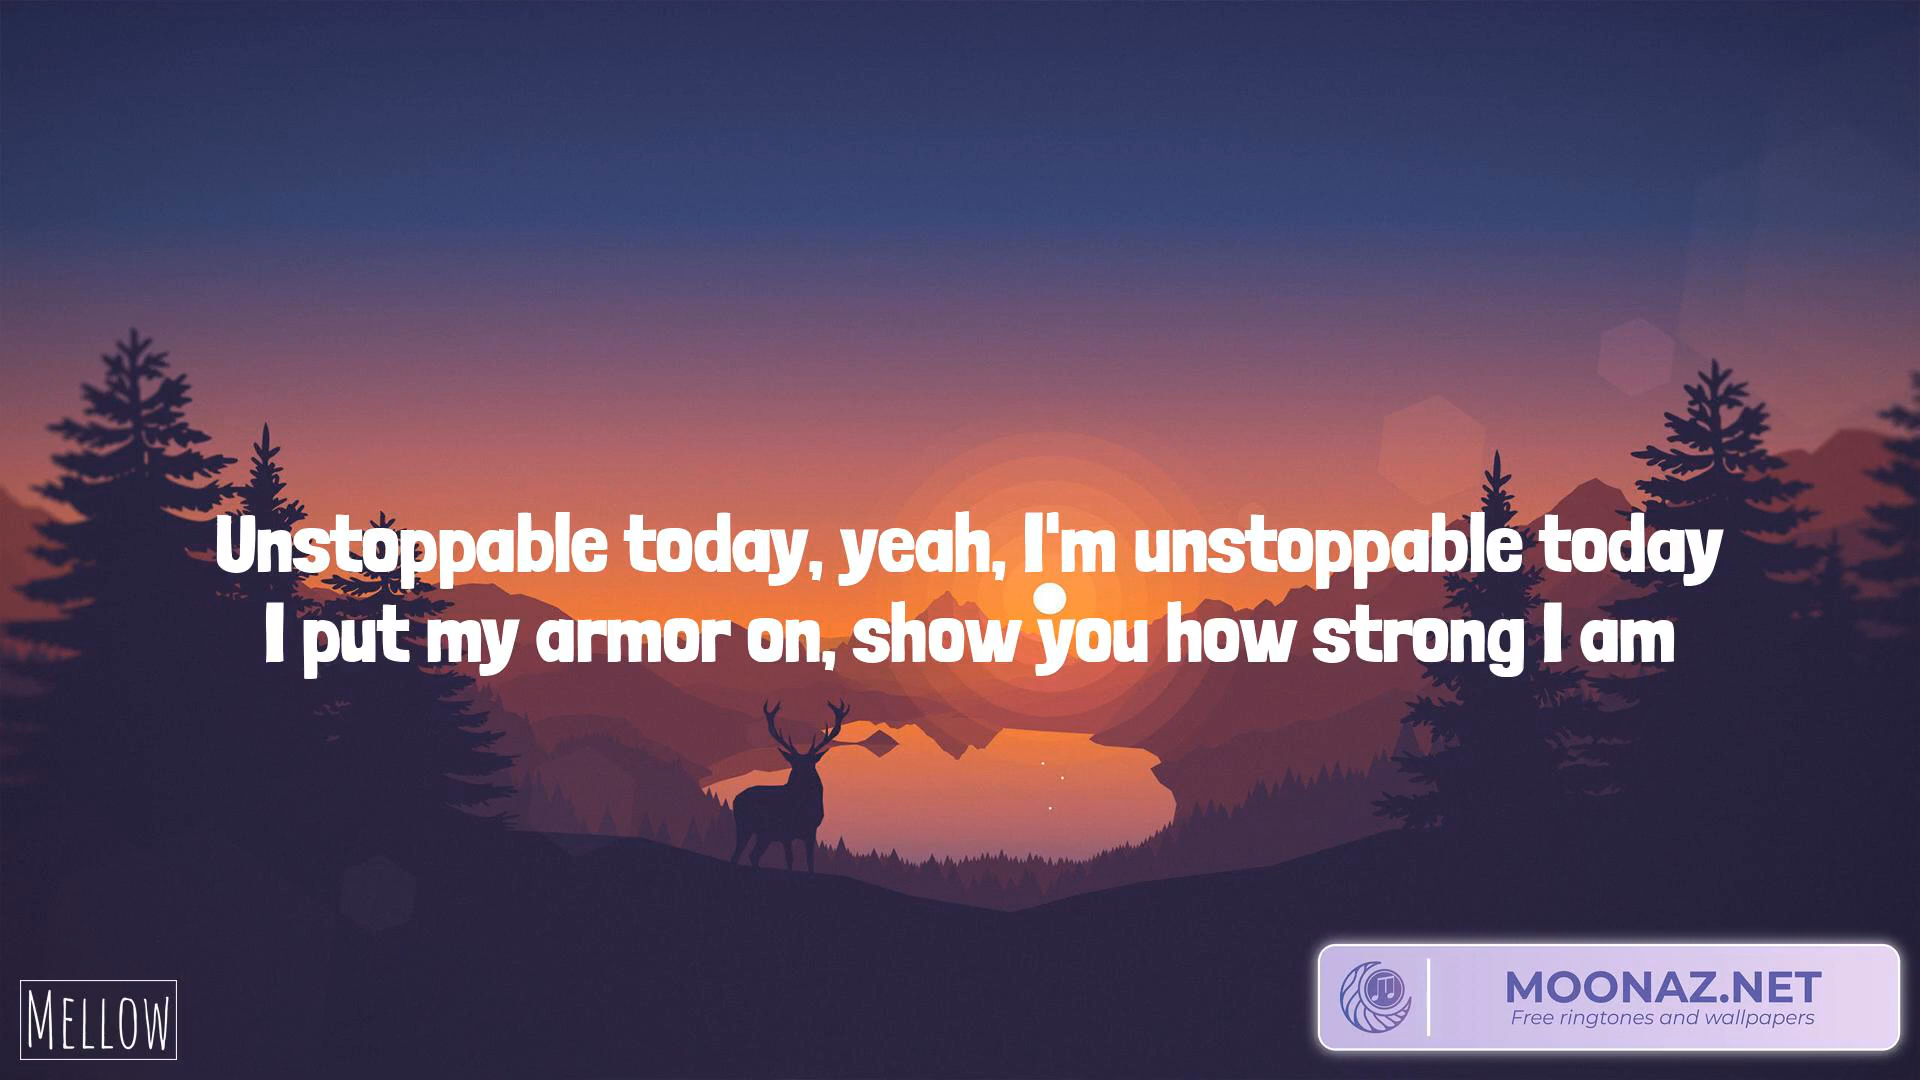 Unstoppable today, yeah, I'm unstoppable today
I put my armor on, show you how strong I am
MELLOW
MOONAZ.NET
Free ringtones and wallpapers